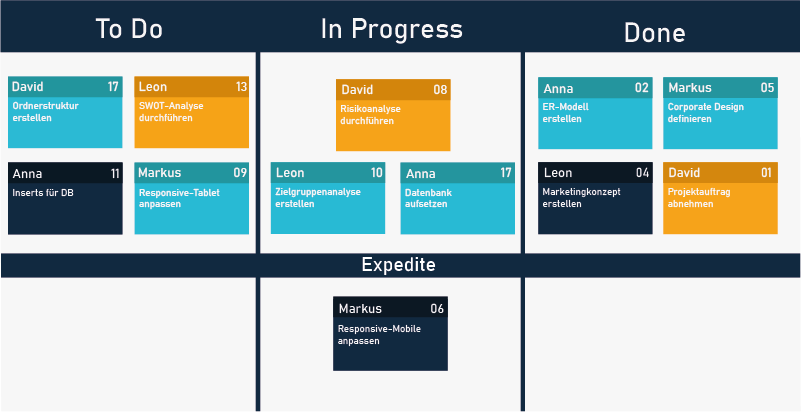 To Do
In Progress
Done
David 17
Ordnerstruktur
erstellen
Leon 13
SWOT-Analyse
durchführen
Anna 11
Inserts für DB
Markus 09
Responsive-Tablet
anpassen
David 08
Risikoanalyse
durchführen
Leon 10
Zielgruppenanalyse
erstellen
Anna 17
Datenbank
aufsetzen
Anna 02
ER-Modell
erstellen
Markus 05
Corporate Design
definieren
Leon 04
Marketingkonzept
erstellen
David 01
Projektauftrag
abnehmen
Expedite
Markus 06
Responsive-Mobile
anpassen